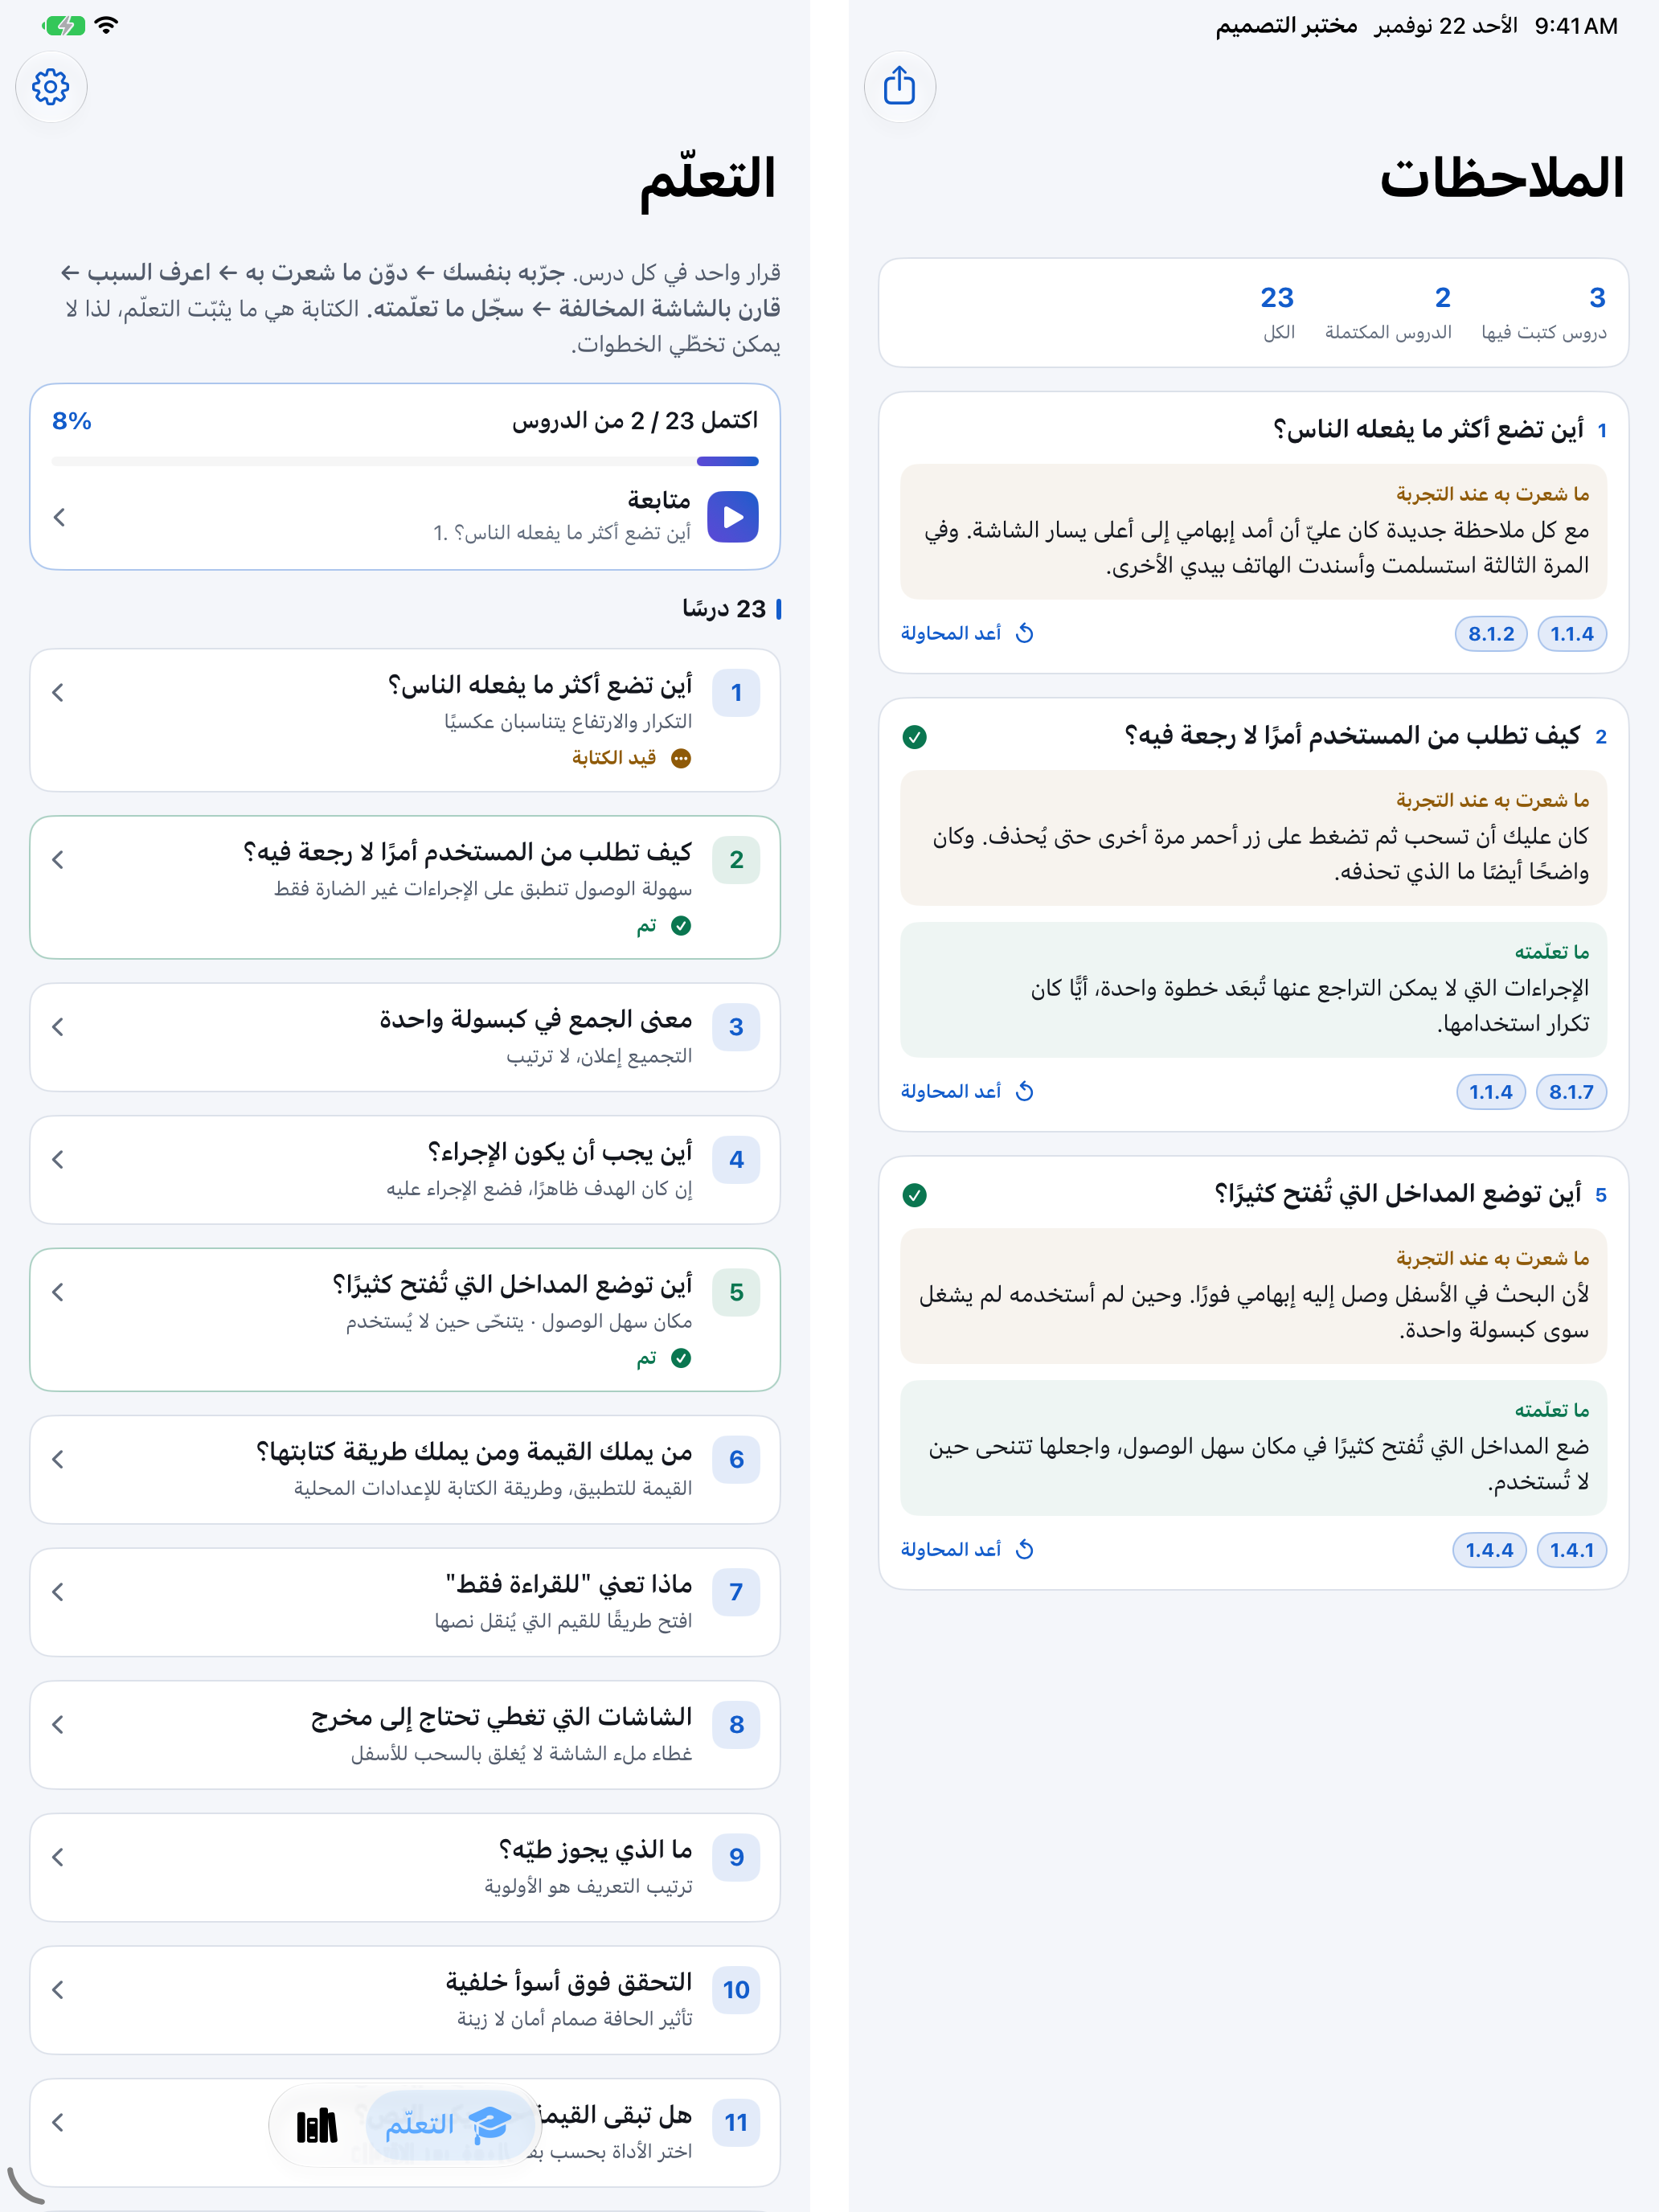 9:41 AM الأحد 22 نوفمبر مختبر التصميم
الملاحظات
3
دروس كتبت فيها
2
الدروس المكتملة
23
الكل
1 أين تضع أكثر ما يفعله الناس؟
ما شعرت به عند التجربة
مع كل ملاحظة جديدة كان عليّ أن أمد إبهامي إلى أعلى يسار الشاشة. وفي
المرة الثالثة استسلمت وأسندت الهاتف بيدي الأخرى.
1.1.4
8.1.2
أعد المحاولة
2 كيف تطلب من المستخدم أمرًا لا رجعة فيه؟
ما شعرت به عند التجربة
كان عليك أن تسحب ثم تضغط على زر أحمر مرة أخرى حتى يُحذف. وكان
واضحًا أيضًا ما الذي تحذفه.
ما تعلّمته
الإجراءات التي لا يمكن التراجع عنها تُبعَد خطوة واحدة، أيًّا كان
تكرار استخدامها.
8.1.7
1.1.4
أعد المحاولة
5 أين توضع المداخل التي تُفتح كثيرًا؟
ما شعرت به عند التجربة
لأن البحث في الأسفل وصل إليه إبهامي فورًا. وحين لم أستخدمه لم يشغل
سوى كبسولة واحدة.
ما تعلّمته
ضع المداخل التي تُفتح كثيرًا في مكان سهل الوصول، واجعلها تتنحى حين
لا تُستخدم.
1.4.1
1.4.4
أعد المحاولة
التعلّم
قرار واحد في كل درس. جرّبه بنفسك ← دوّن ما شعرت به ← اعرف السبب ←
قارن بالشاشة المخالفة ← سجّل ما تعلّمته. الكتابة هي ما يثبّت التعلّم، لذا لا
يمكن تخطّي الخطوات.
اكتمل 23 / 2 من الدروس
8%
متابعة
أين تضع أكثر ما يفعله الناس؟ .1
23 درسًا
1
أين تضع أكثر ما يفعله الناس؟
التكرار والارتفاع يتناسبان عكسيًا
قيد الكتابة
2
كيف تطلب من المستخدم أمرًا لا رجعة فيه؟
سهولة الوصول تنطبق على الإجراءات غير الضارة فقط
تم
3
معنى الجمع في كبسولة واحدة
التجميع إعلان، لا ترتيب
4
أين يجب أن يكون الإجراء؟
إن كان الهدف ظاهرًا، فضع الإجراء عليه
5
أين توضع المداخل التي تُفتح كثيرًا؟
مكان سهل الوصول · يتنحّى حين لا يُستخدم
تم
6
من يملك القيمة ومن يملك طريقة كتابتها؟
القيمة للتطبيق، وطريقة الكتابة للإعدادات المحلية
7
ماذا تعني "للقراءة فقط"
افتح طريقًا للقيم التي يُنقل نصها
8
الشاشات التي تغطي تحتاج إلى مخرج
غطاء ملء الشاشة لا يُغلق بالسحب للأسفل
9
ما الذي يجوز طيّه؟
ترتيب التعريف هو الأولوية
10
التحقق فوق أسوأ خلفية
تأثير الحافة صمام أمان لا زينة
11
هل تبقى القيمة
اختر الأداة بحسب
التعلّم